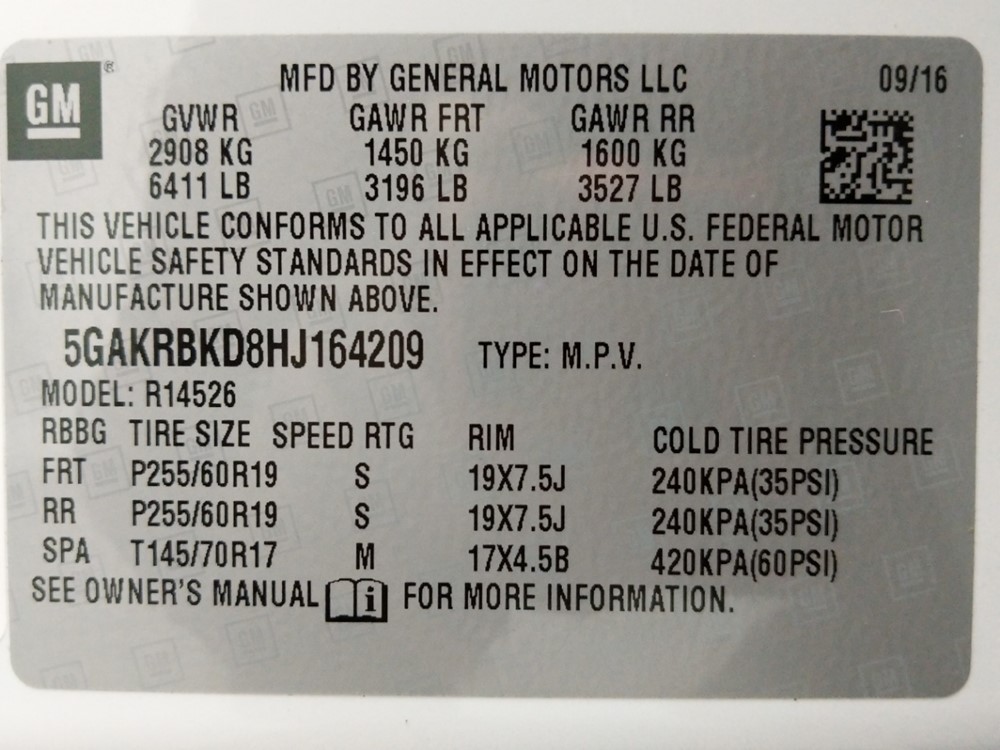 GM ®
MFD BY GENERAL MOTORS LLC 09/16
GVWR GAWR FRT GAWR RR
2908 KG 1450 KG 1600 KG
6411 LB 3196 LB 3527 LB
THIS VEHICLE CONFORMS TO ALL APPLICABLE U.S. FEDERAL MOTOR
VEHICLE SAFETY STANDARDS IN EFFECT ON THE DATE OF
MANUFACTURE SHOWN ABOVE.
5GAKRBKD8HJ164209 TYPE: M.P.V.
MODEL: R14526
RBBG TIRE SIZE SPEED RTG RIM COLD TIRE PRESSURE
FRT P255/60R19 S 19X7.5J 240KPA(35PSI)
RR P255/60R19 S 19X7.5J 240KPA(35PSI)
SPA T145/70R17 M 17X4.5B 420KPA(60PSI)
SEE OWNER'S MANUAL i FOR MORE INFORMATION.